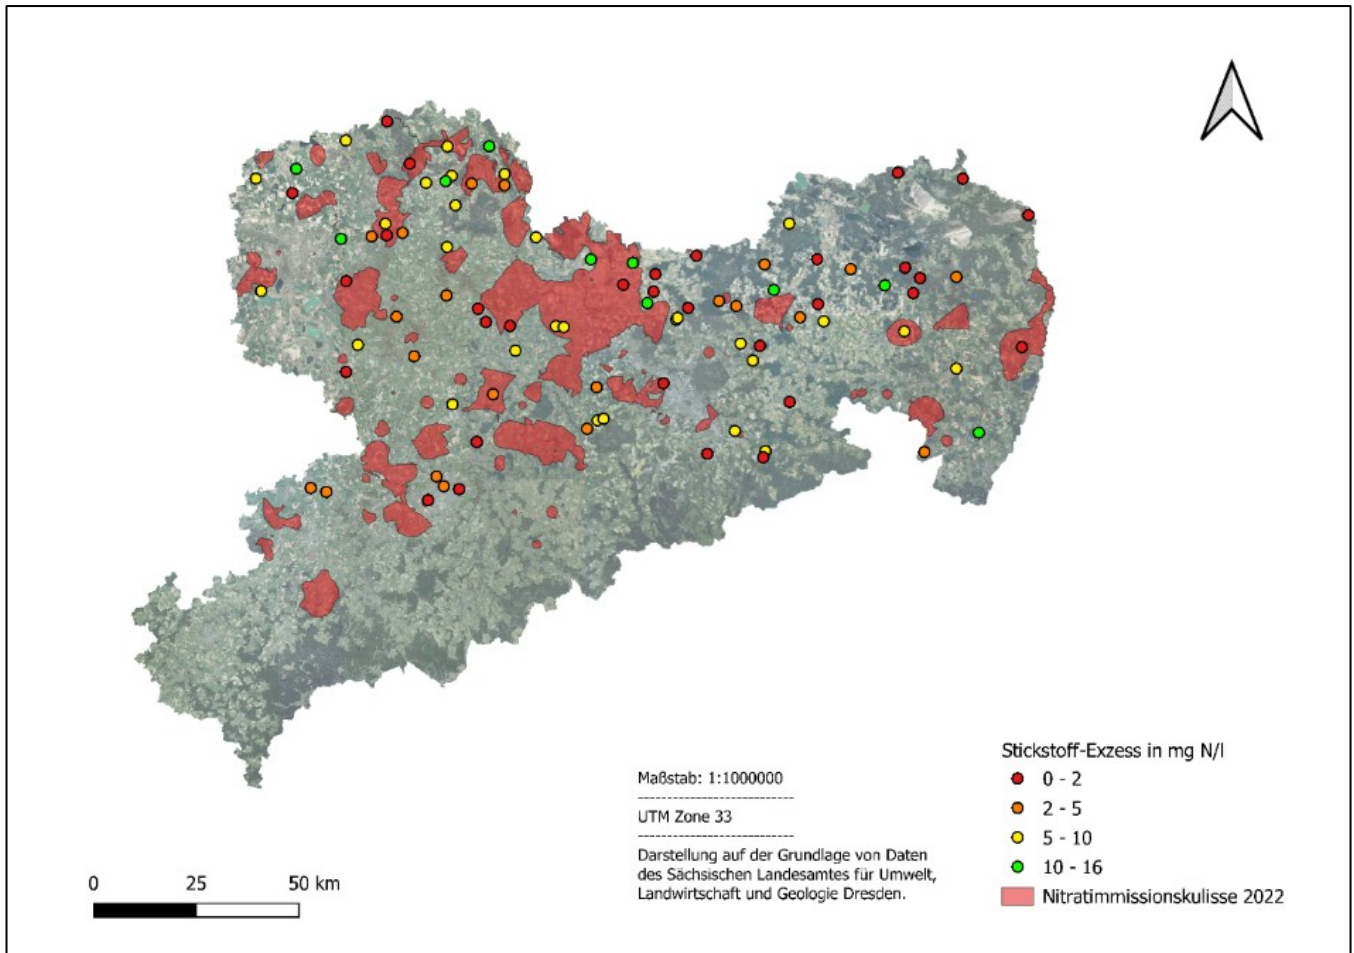 Maßstab: 1:1000000
----------------------------
UTM Zone 33
----------------------------
Darstellung auf der Grundlage von Daten
des Sächsischen Landesamtes für Umwelt,
Landwirtschaft und Geologie Dresden.
Stickstoff-Exzess in mg N/l
0 - 2
2 - 5
5 - 10
10 - 16
Nitratimmissionskulisse 2022
0 25 50 km